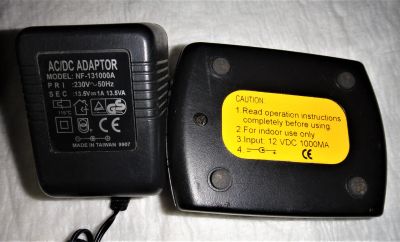 AC/DC ADAPTOR
MODEL: NF-131000A
PRI :230V~50Hz
SEC :13.5V⎓1A 13.5VA
MADE IN TAIWAN 9907
CAUTION:
1.Read operation instructions
completely before using.
2.For indoor use only
3.Input: 12 VDC 1000MA
4
CE